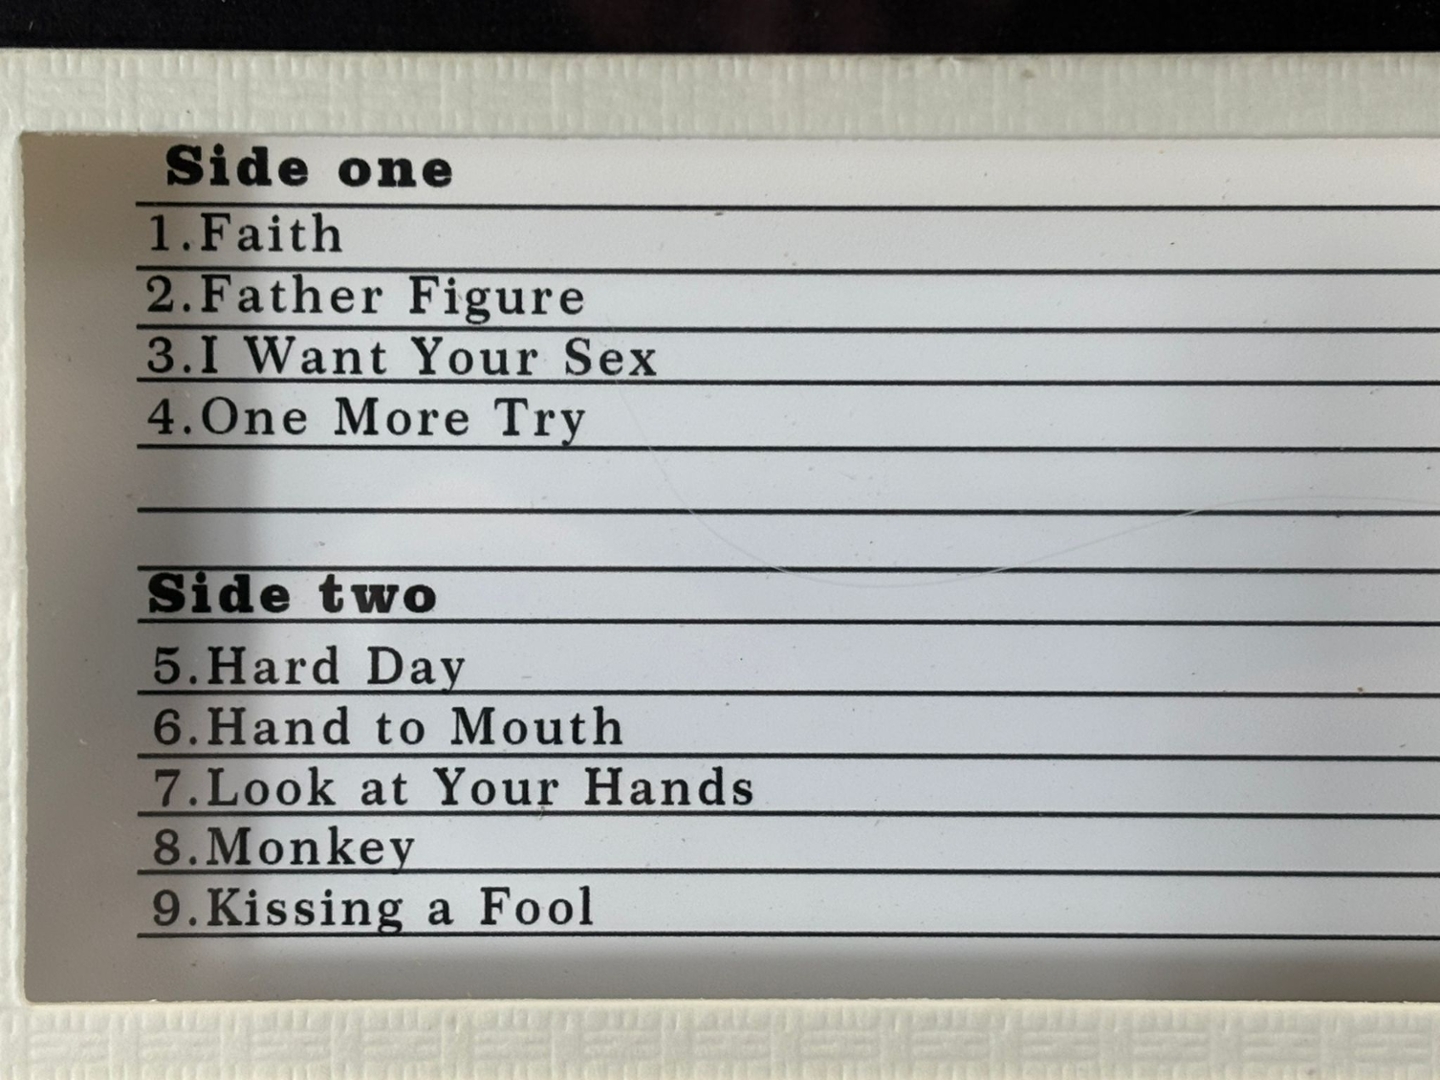 Side one
1.Faith
2.Father Figure
3.I Want Your Sex
4.One More Try
Side two
5.Hard Day
6.Hand to Mouth
7.Look at Your Hands
8.Monkey
9.Kissing a Fool